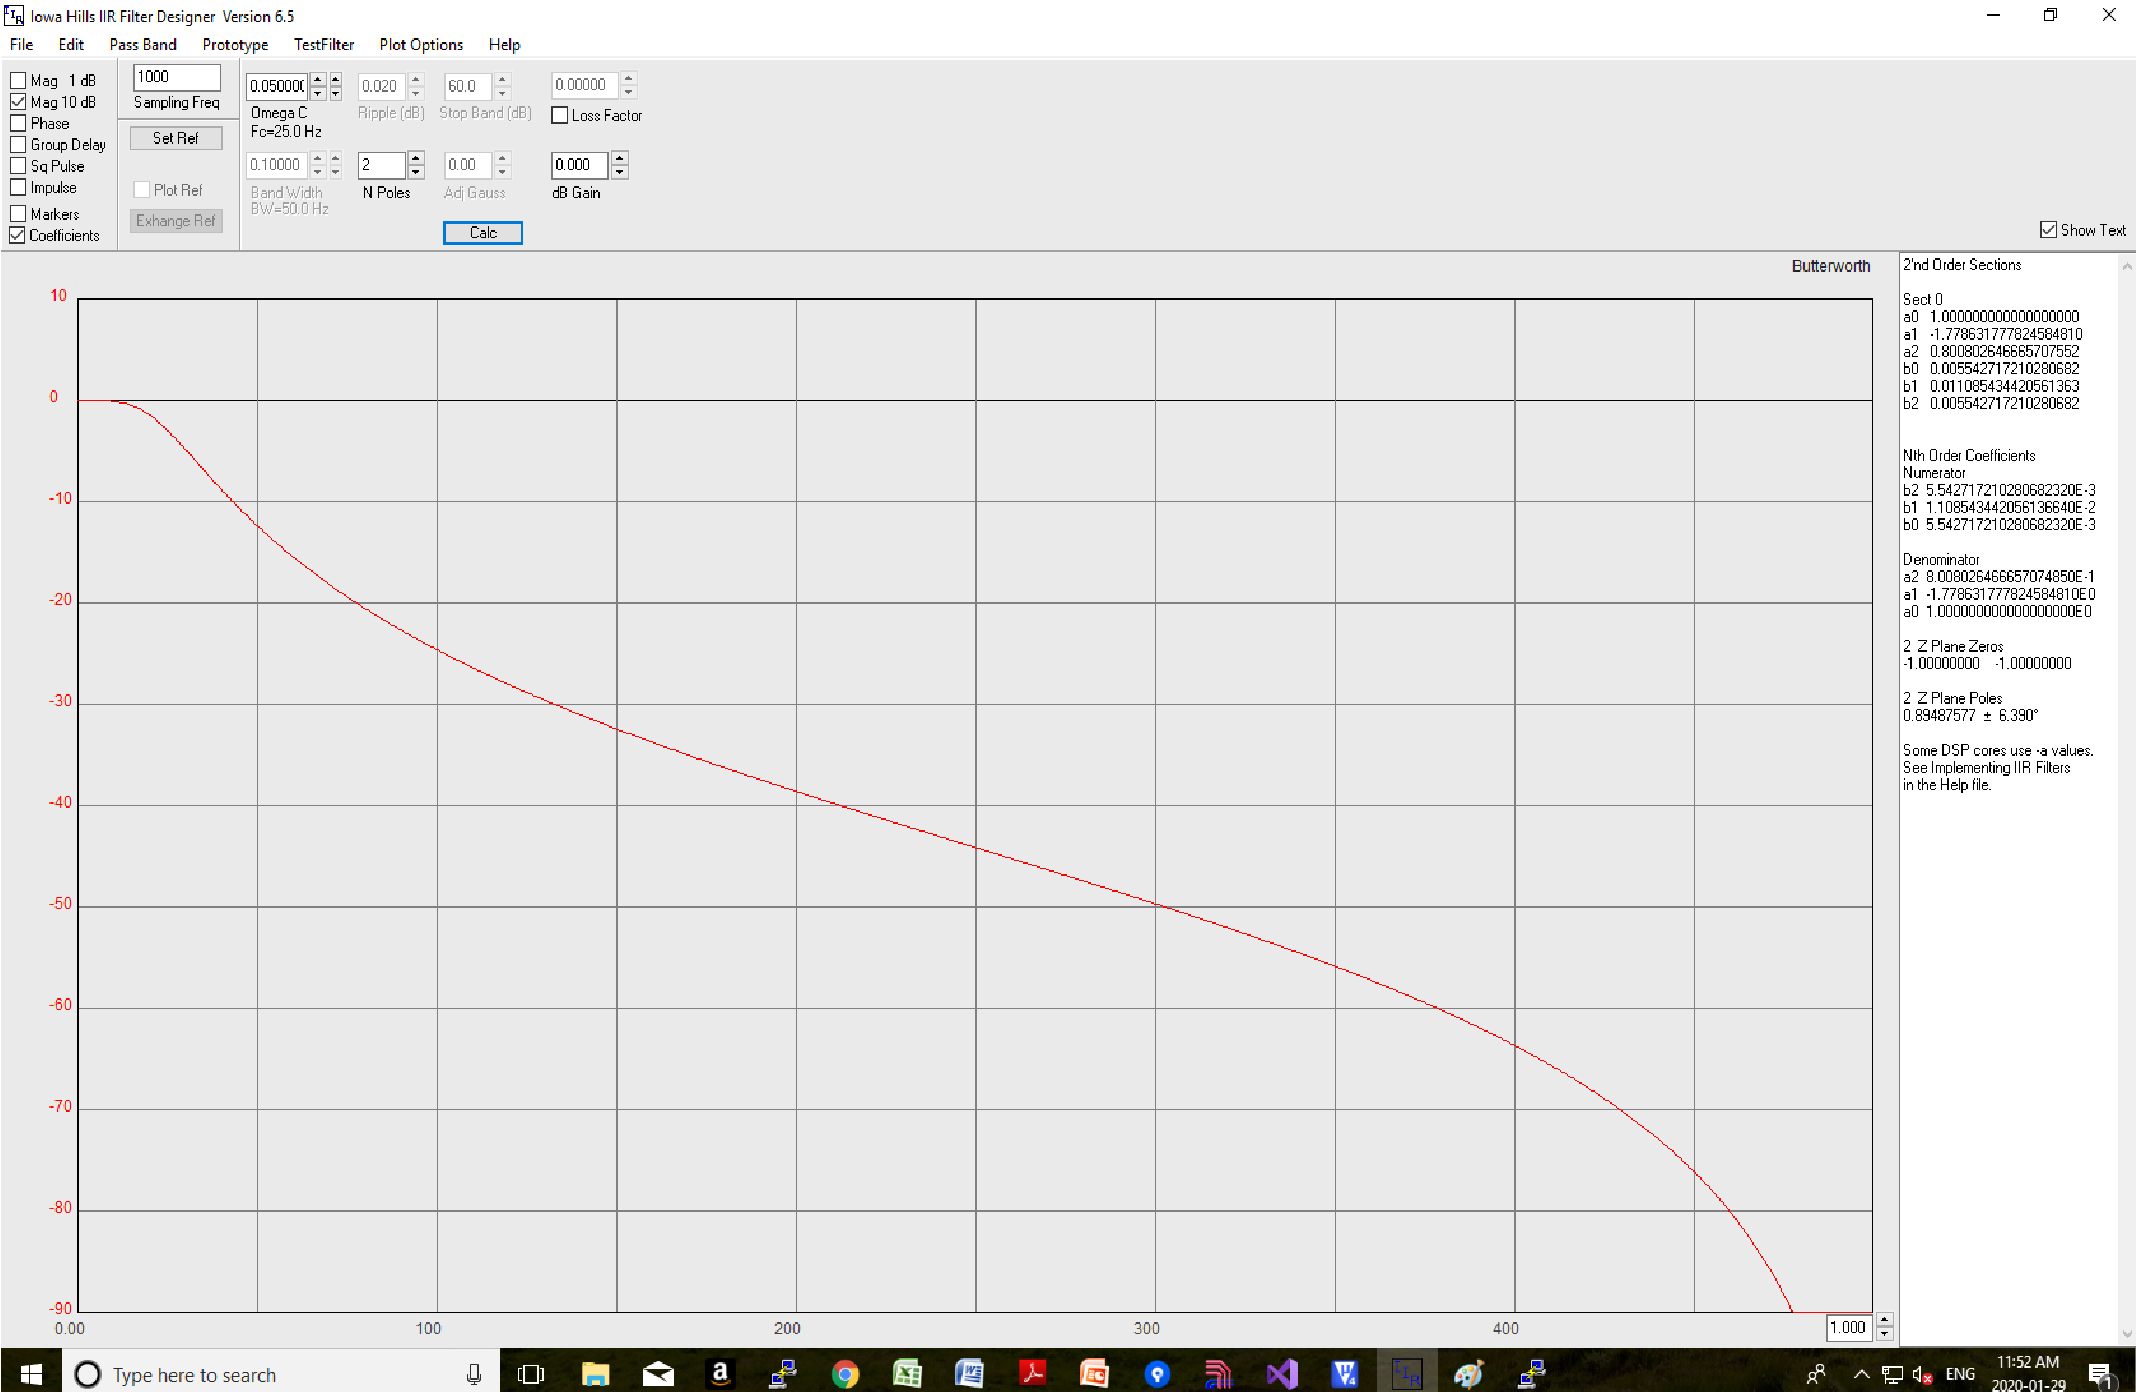 Iowa Hills IIR Filter Designer Version 6.5
File Edit Pass Band Prototype TestFilter Plot Options Help
Mag 1 dB
Mag 10 dB
Phase
Group Delay
Sq Pulse
Impulse
Markers
Coefficients
1000
Sampling Freq
Set Ref
Plot Ref
Exhange Ref
0.05000
Omega C
Fc=25.0 Hz
0.10000
Band Width
BW=50.0 Hz
0.020
Ripple (dB)
2
N Poles
60.0
Stop Band (dB)
0.00
Adj Gauss
Calc
0.00000
Loss Factor
0.000
dB Gain
Show Text
Butterworth
10
0
-10
-20
-30
-40
-50
-60
-70
-80
-90
0.00 100 200 300 400 1.000
2'nd Order Sections
Sect 0
a0 1.000000000000000000
a1 -1.778631777824584810
a2 0.800802646665707552
b0 0.005542717210280682
b1 0.011085434420561363
b2 0.005542717210280682
Nth Order Coefficients
Numerator
b2 5.542717210280682320E-3
b1 1.108543442056136640E-2
b0 5.542717210280682320E-3
Denominator
a2 8.008026466657074850E-1
a1 -1.778631777824584810E0
a0 1.000000000000000000E0
2 Z Plane Zeros
-1.00000000 -1.00000000
2 Z Plane Poles
0.89487577 ± 6.390°
Some DSP cores use -a values.
See Implementing IIR Filters
in the Help file.
Type here to search
ENG
11:52 AM
2020-01-29
1